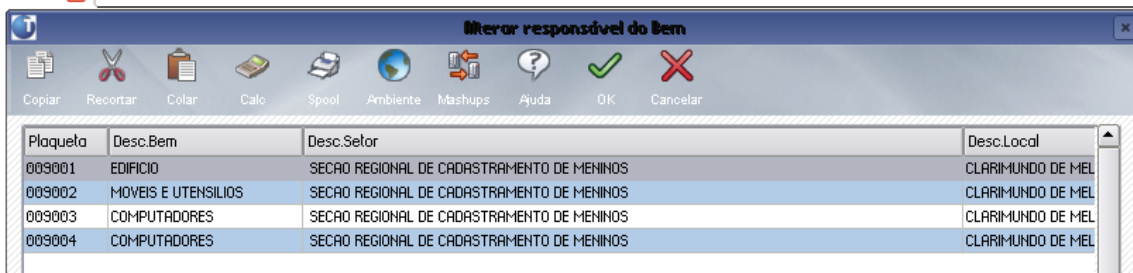 Alterar responsável do Bem
Copiar Recortar Colar Calc Spool Ambiente Mashups Ajuda OK Cancelar
Plaqueta Desc.Bem Desc.Setor Desc.Local
009001 EDIFICIO SECAO REGIONAL DE CADASTRAMENTO DE MENINOS CLARIMUNDO DE MEL
009002 MOVEIS E UTENSILIOS SECAO REGIONAL DE CADASTRAMENTO DE MENINOS CLARIMUNDO DE MEL
009003 COMPUTADORES SECAO REGIONAL DE CADASTRAMENTO DE MENINOS CLARIMUNDO DE MEL
009004 COMPUTADORES SECAO REGIONAL DE CADASTRAMENTO DE MENINOS CLARIMUNDO DE MEL